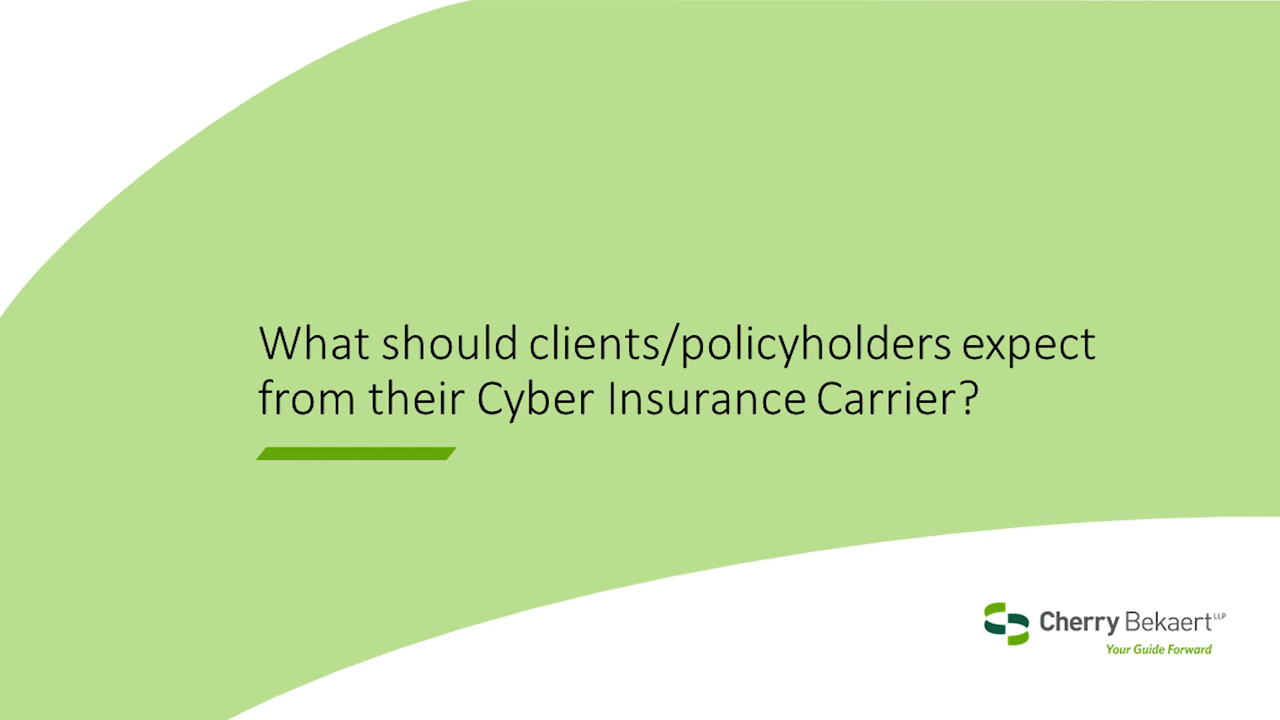 What should clients/policyholders expect
from their Cyber Insurance Carrier?
Cherry Bekaert LLP
Your Guide Forward